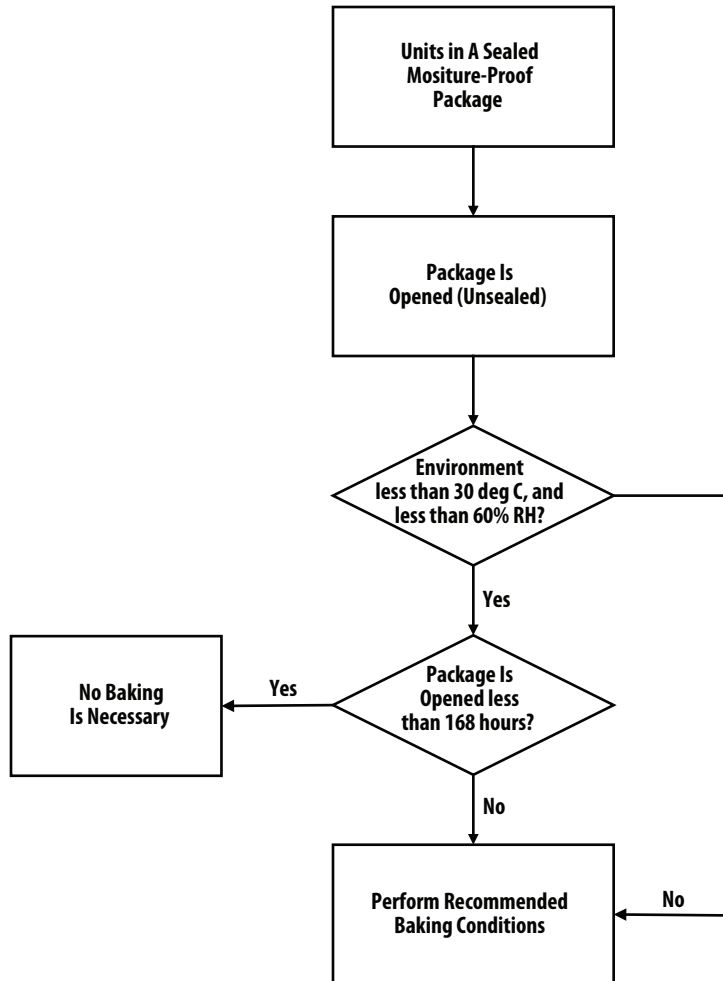 Units in A Sealed
Mositure-Proof
Package
Package Is
Opened (Unsealed)
Environment
less than 30 deg C, and
less than 60% RH?
Yes
No Baking
Is Necessary
Yes
Package Is
Opened less
than 168 hours?
No
Perform Recommended
Baking Conditions
No